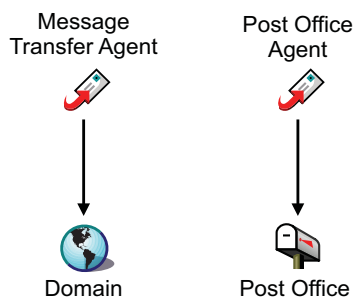 Message
Transfer Agent
Post Office
Agent
Domain
Post Office